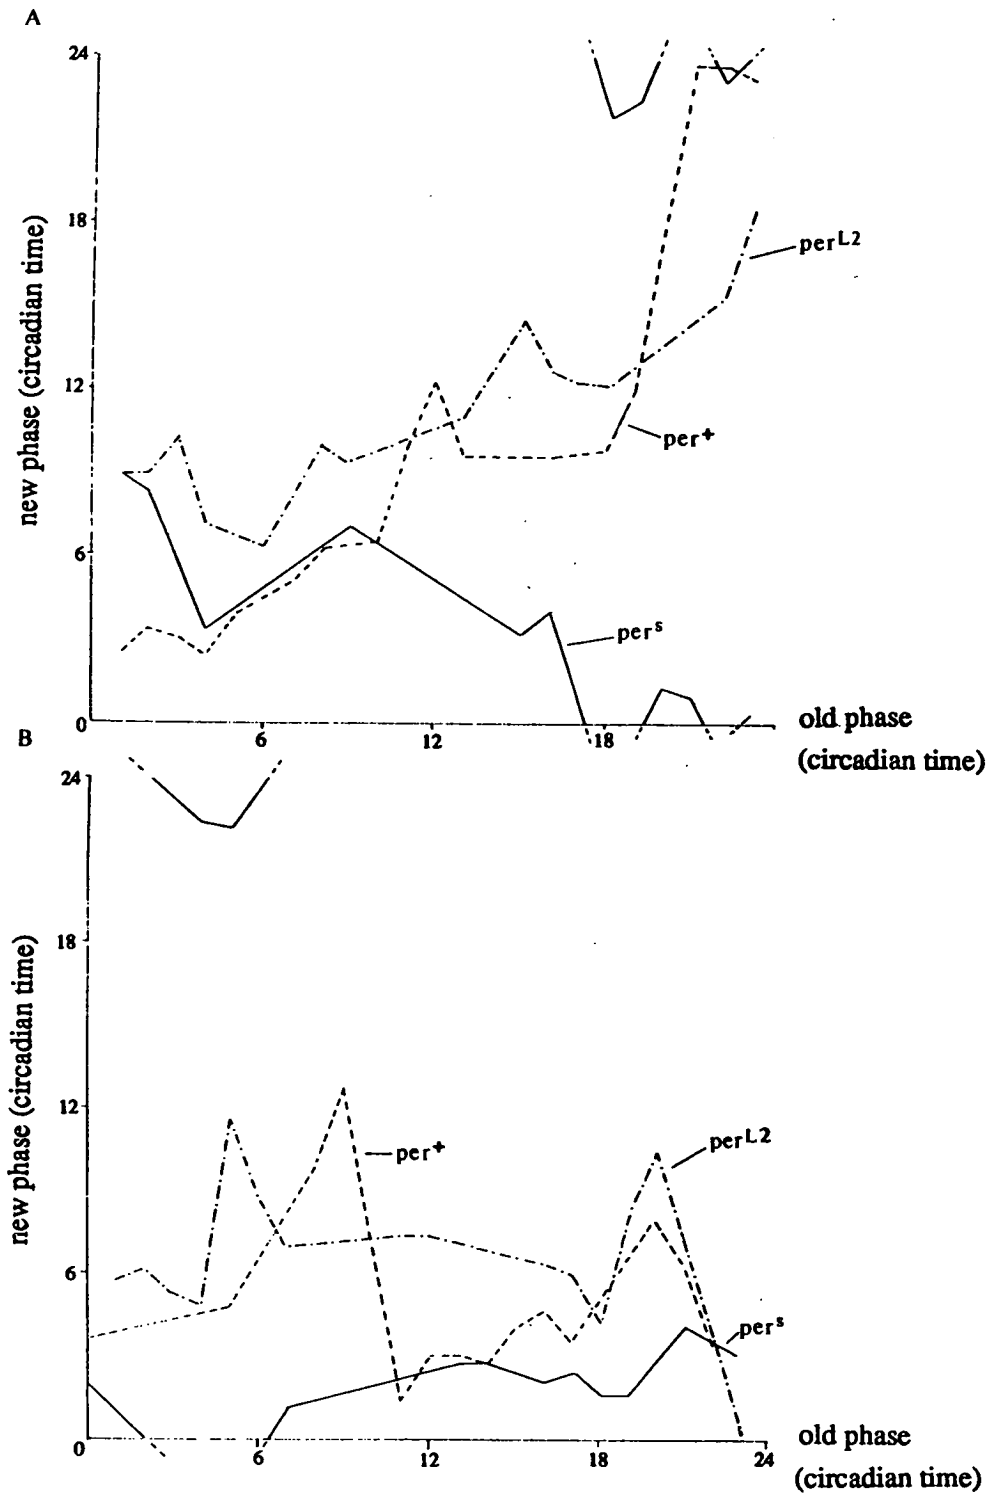 A
24
18
12
6
0
new phase (circadian time)
per^L2
per^+
per^s
6
12
18
old phase
(circadian time)
B
24
18
12
6
0
new phase (circadian time)
per^+
per^L2
per^s
6
12
18
24
old phase
(circadian time)